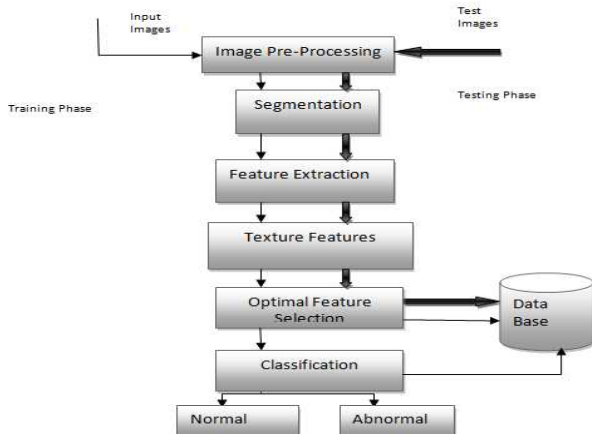 Input
Images
Test
Images
Image Pre-Processing
Training Phase
Testing Phase
Segmentation
Feature Extraction
Texture Features
Optimal Feature
Selection
Data
Base
Classification
Normal
Abnormal